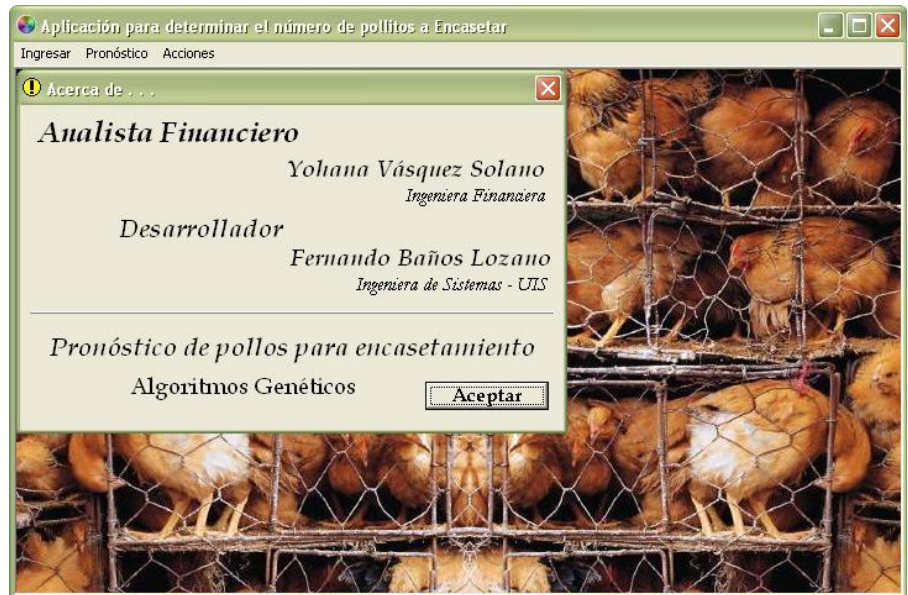 Aplicación para determinar el número de pollitos a Encasetar
Ingresar Pronóstico Acciones
Acerca de . . .
Analista Financiero
Yohana Vásquez Solano
Ingeniera Financiera
Desarrollador
Fernando Baños Lozano
Ingeniera de Sistemas - UIS
Pronóstico de pollos para encasetamiento
Algoritmos Genéticos
Aceptar